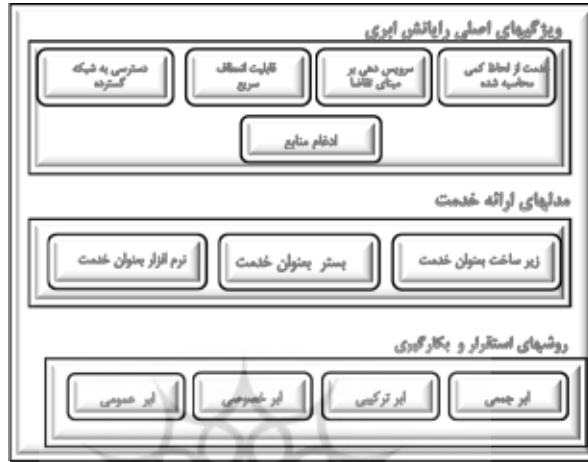 ویژگیهای اصلی رایانش ابری
خدمت از لحاظ کمی
محاسبه شده
سرویس دهی بر
مبنای تقاضا
قابلیت انعطاف
سریع
دسترسی به شبکه
گسترده
ادغام منابع
مدلهای ارائه خدمت
زیر ساخت بعنوان خدمت
بستر بعنوان خدمت
نرم افزار بعنوان خدمت
روشهای استقرار و بکارگیری
ابر جمعی
ابر ترکیبی
ابر خصوصی
ابر عمومی